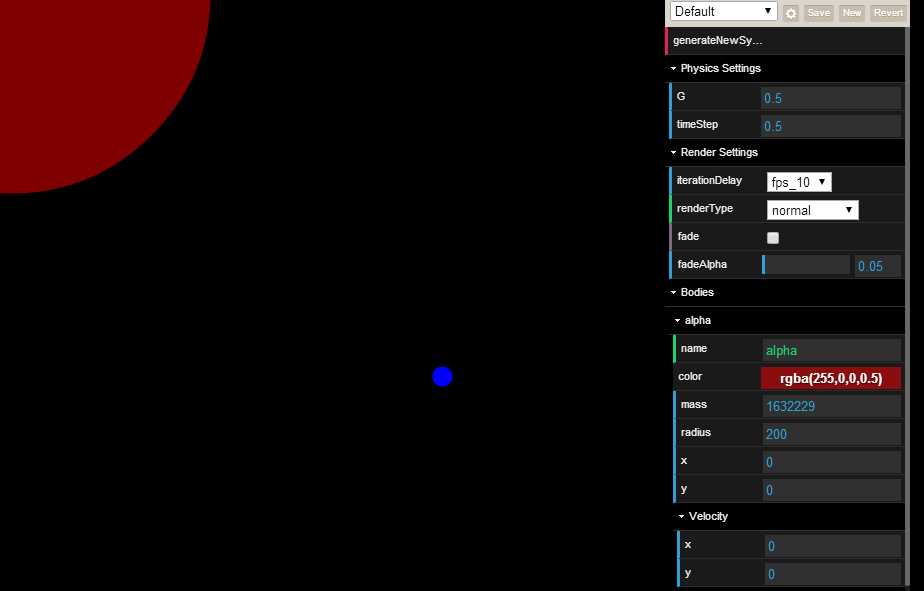 Default Save New Revert
generateNewSy...
Physics Settings
G 0.5
timeStep 0.5
Render Settings
iterationDelay fps_10
renderType normal
fade
fadeAlpha 0.05
Bodies
alpha
name alpha
color rgba(255,0,0,0.5)
mass 1632229
radius 200
x 0
y 0
Velocity
x 0
y 0